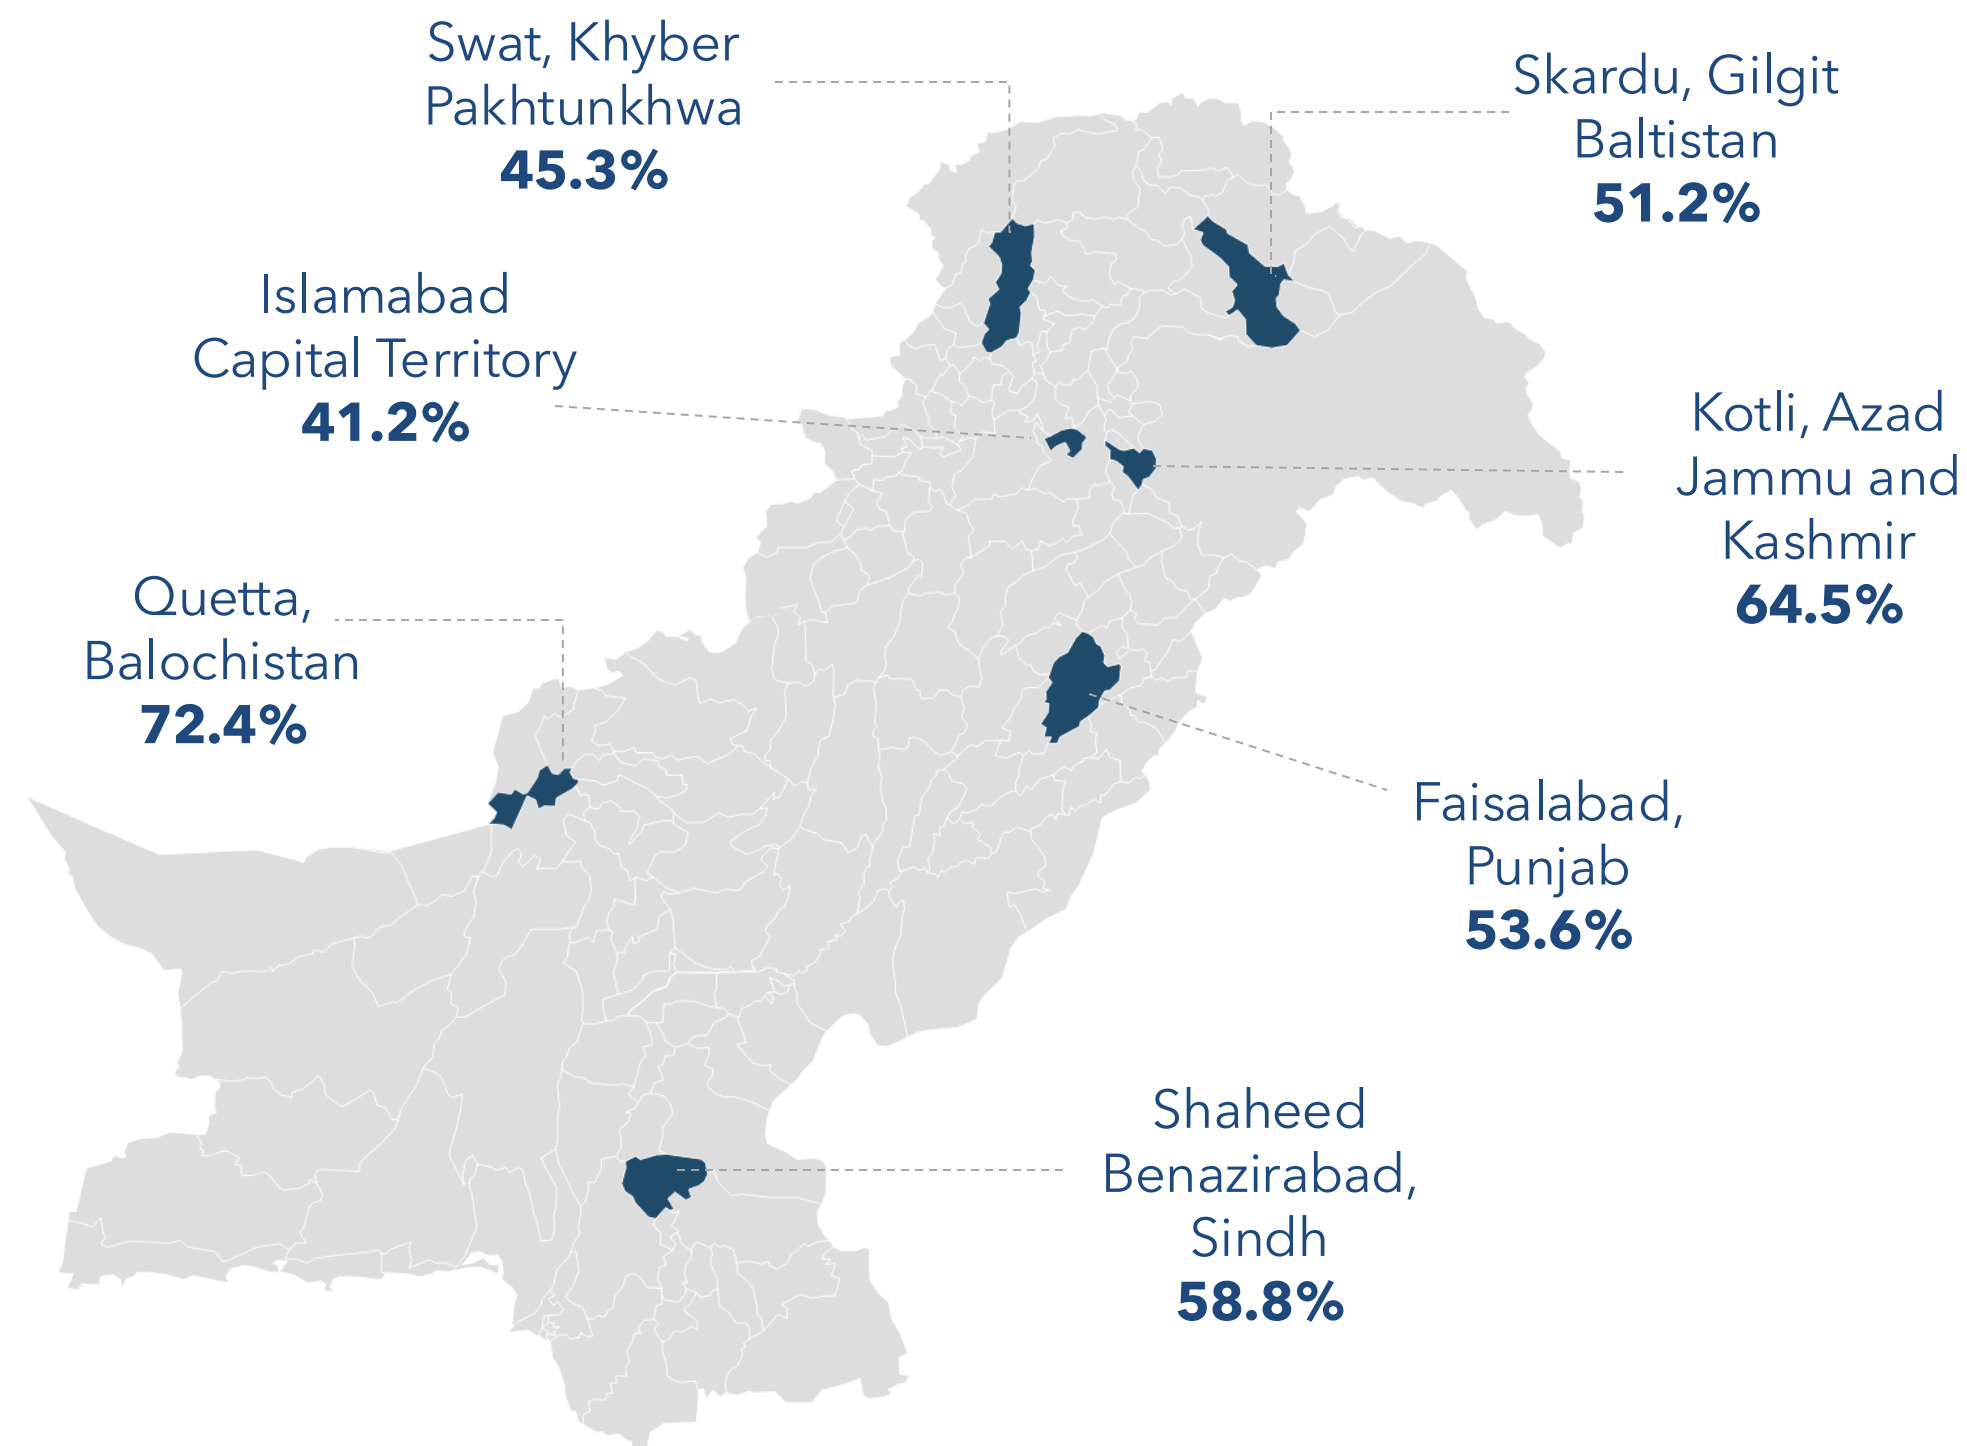 Swat, Khyber
Pakhtunkhwa
45.3%
Skardu, Gilgit
Baltistan
51.2%
Islamabad
Capital Territory
41.2%
Kotli, Azad
Jammu and
Kashmir
64.5%
Quetta,
Balochistan
72.4%
Faisalabad,
Punjab
53.6%
Shaheed
Benazirabad,
Sindh
58.8%